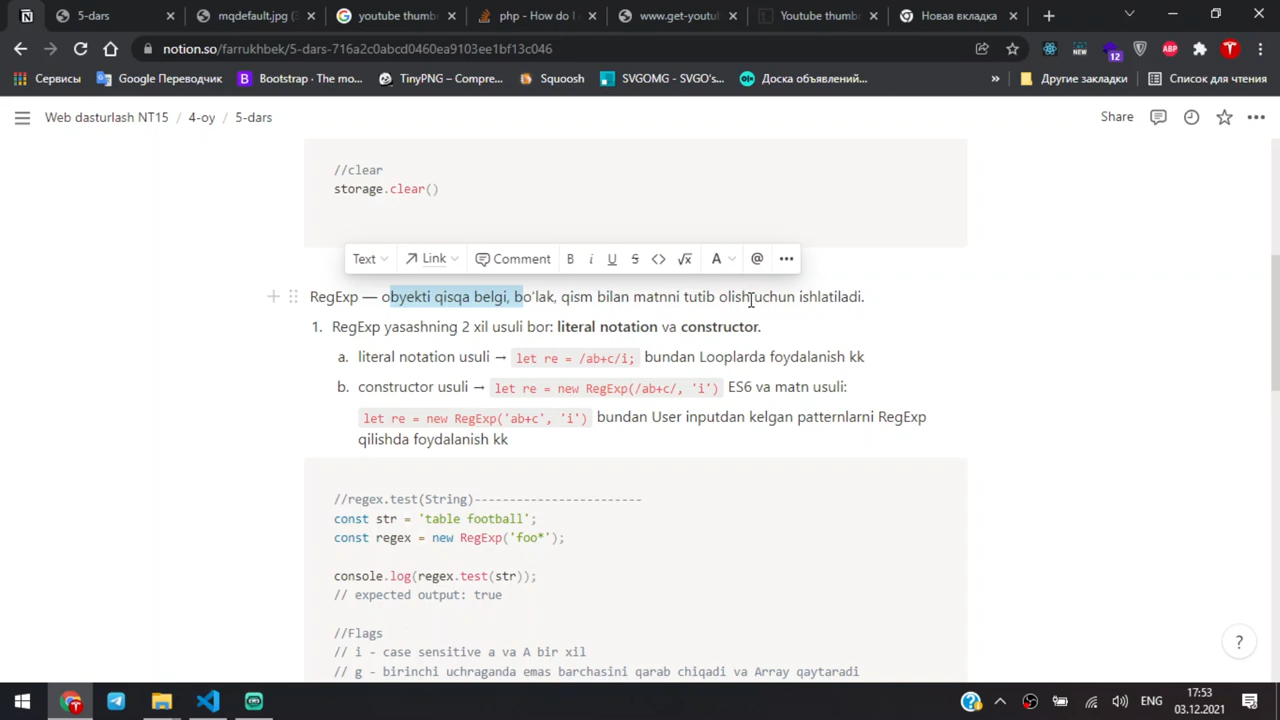 5-dars
mqdefault.jpg (
Google
youtube thumb
php - How do I
www.get-youtu
Youtube thumb
Новая вкладка
notion.so/farrukhbek/5-dars-716a2c0abcd0460ea9103ee1bf13c046
NEW
12
ABP
Сервисы
Google Переводчик
Bootstrap · The mo...
TinyPNG – Compre...
Squoosh
SVGOMG - SVGO's...
Доска объявлений...
»
Другие закладки
Список для чтения
Web dasturlash NT15 / 4-oy / 5-dars
Share
//clear
storage.clear()
Text
Link
Comment
B i U S <> √x A @ •••
RegExp — obyekti qisqa belgi, bo‘lak, qism bilan matnni tutib olish uchun ishlatiladi.
1. RegExp yasashning 2 xil usuli bor: literal notation va constructor.
a. literal notation usuli → let re = /ab+c/i; bundan Looplarda foydalanish kk
b. constructor usuli → let re = new RegExp(/ab+c/, 'i') ES6 va matn usuli:
let re = new RegExp('ab+c', 'i') bundan User inputdan kelgan patternlarni RegExp
qilishda foydalanish kk
//regex.test(String)------------------------
const str = 'table football';
const regex = new RegExp('foo*');
console.log(regex.test(str));
// expected output: true
//Flags
// i - case sensitive a va A bir xil
// g - birinchi uchraganda emas barchasini qarab chiqadi va Array qaytaradi
?
ENG
17:53
03.12.2021